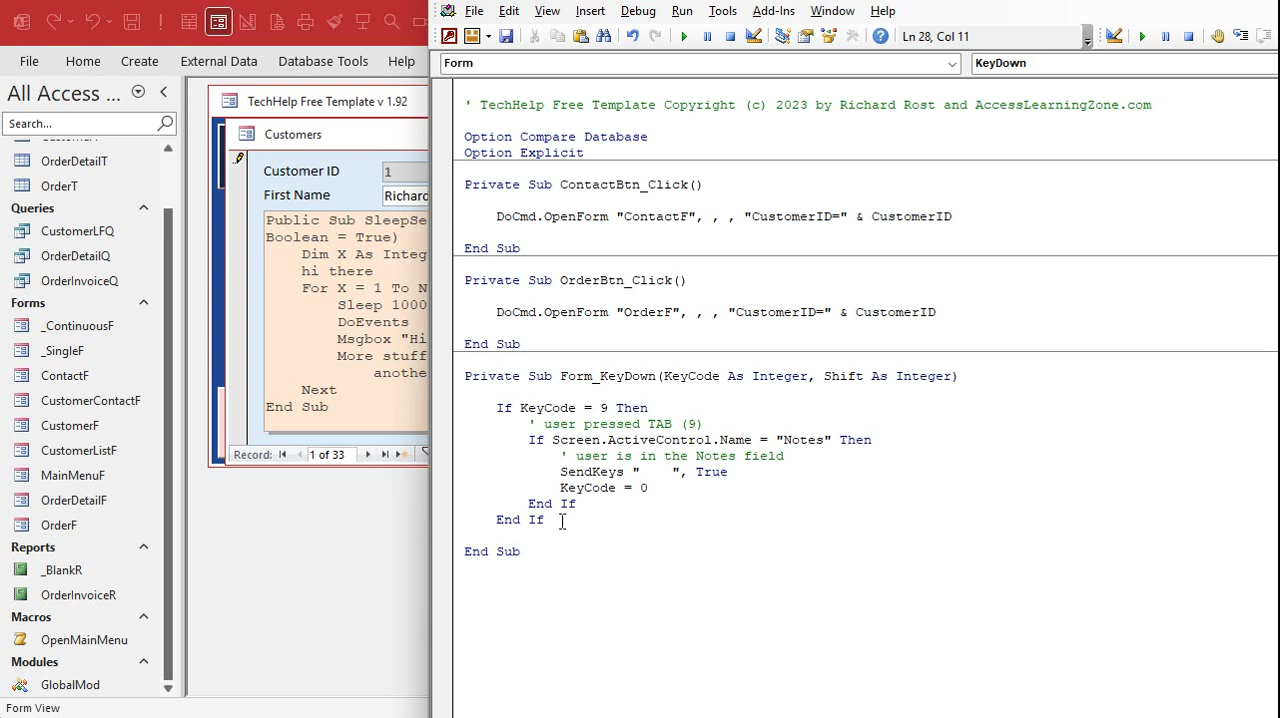 File Edit View Insert Debug Run Tools Add-Ins Window Help
Ln 28, Col 11
File Home Create External Data Database Tools Help
Form KeyDown
All Access ...
Search...
OrderDetailT
OrderT
Queries
CustomerLFQ
OrderDetailQ
OrderInvoiceQ
Forms
_ContinuousF
_SingleF
ContactF
CustomerContactF
CustomerF
CustomerListF
MainMenuF
OrderDetailF
OrderF
Reports
_BlankR
OrderInvoiceR
Macros
OpenMainMenu
Modules
GlobalMod
Form View
TechHelp Free Template v 1.92
Customers
Customer ID 1
First Name Richard
Public Sub SleepSe
Boolean = True)
Dim X As Integ
hi there
For X = 1 To N
Sleep 1000
DoEvents
Msgbox "Hi
More stuff
anothe
Next
End Sub
Record: 1 of 33
' TechHelp Free Template Copyright (c) 2023 by Richard Rost and AccessLearningZone.com
Option Compare Database
Option Explicit
Private Sub ContactBtn_Click()
DoCmd.OpenForm "ContactF", , , "CustomerID=" & CustomerID
End Sub
Private Sub OrderBtn_Click()
DoCmd.OpenForm "OrderF", , , "CustomerID=" & CustomerID
End Sub
Private Sub Form_KeyDown(KeyCode As Integer, Shift As Integer)
If KeyCode = 9 Then
' user pressed TAB (9)
If Screen.ActiveControl.Name = "Notes" Then
' user is in the Notes field
SendKeys "    ", True
KeyCode = 0
End If
End If
End Sub